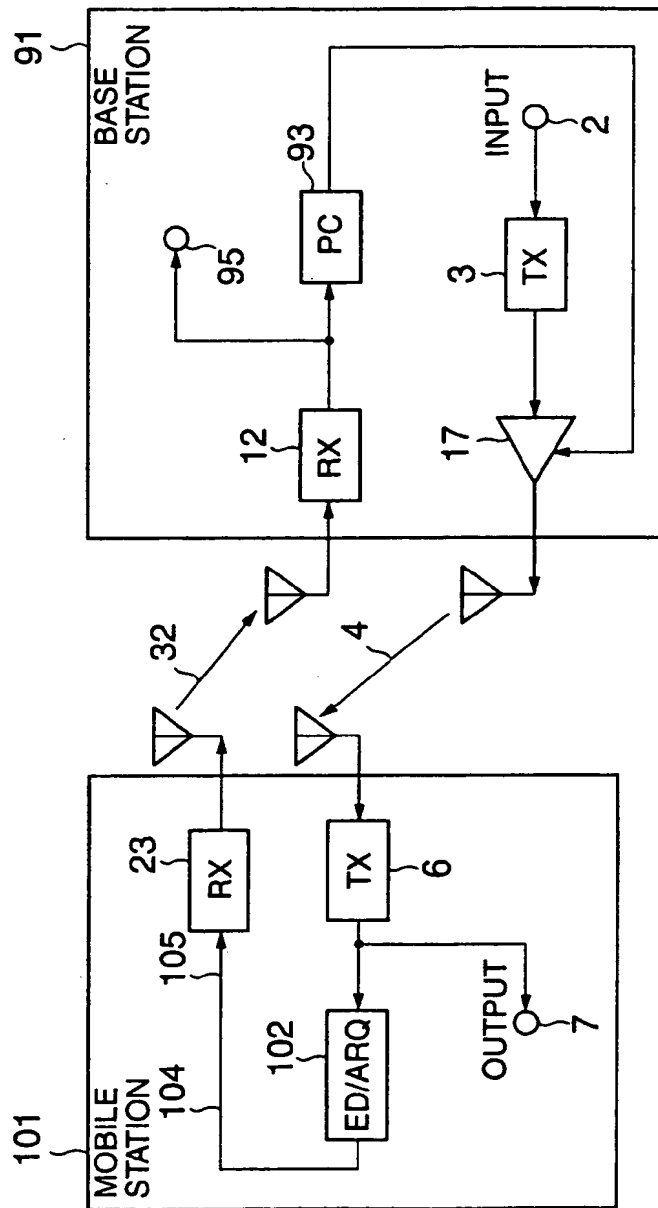 101
MOBILE
STATION
104
105
23
RX
102
ED/ARQ
TX
6
OUTPUT
7
32
4
91
BASE
STATION
95
93
PC
12
RX
17
3
TX
INPUT
2